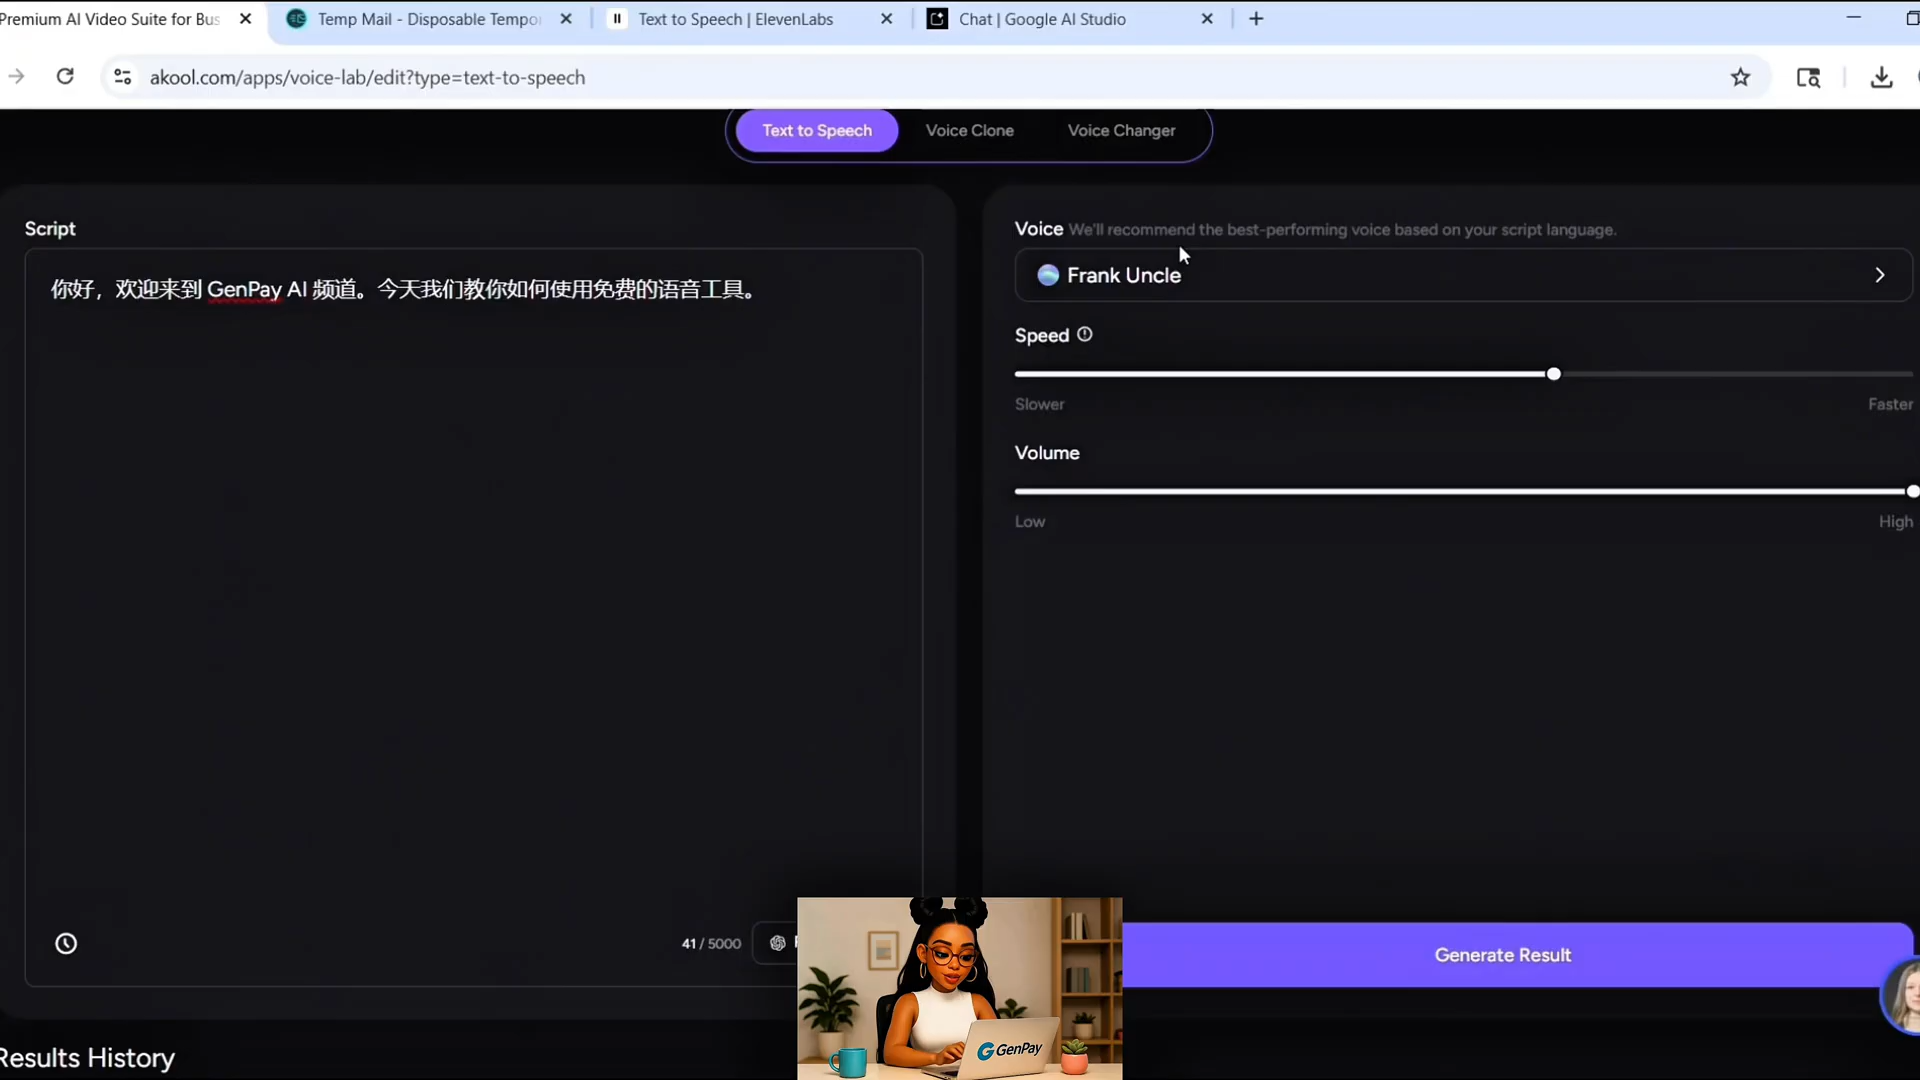 Premium AI Video Suite for Bus
Temp Mail - Disposable Tempo
Text to Speech | ElevenLabs
Chat | Google AI Studio
akool.com/apps/voice-lab/edit?type=text-to-speech
Text to Speech
Voice Clone
Voice Changer
Script
你好，欢迎来到 GenPay AI 频道。今天我们教你如何使用免费的语音工具。
41 / 5000
Voice We'll recommend the best-performing voice based on your script language.
Frank Uncle
Speed
Slower
Faster
Volume
Low
High
Generate Result
GenPay
Results History